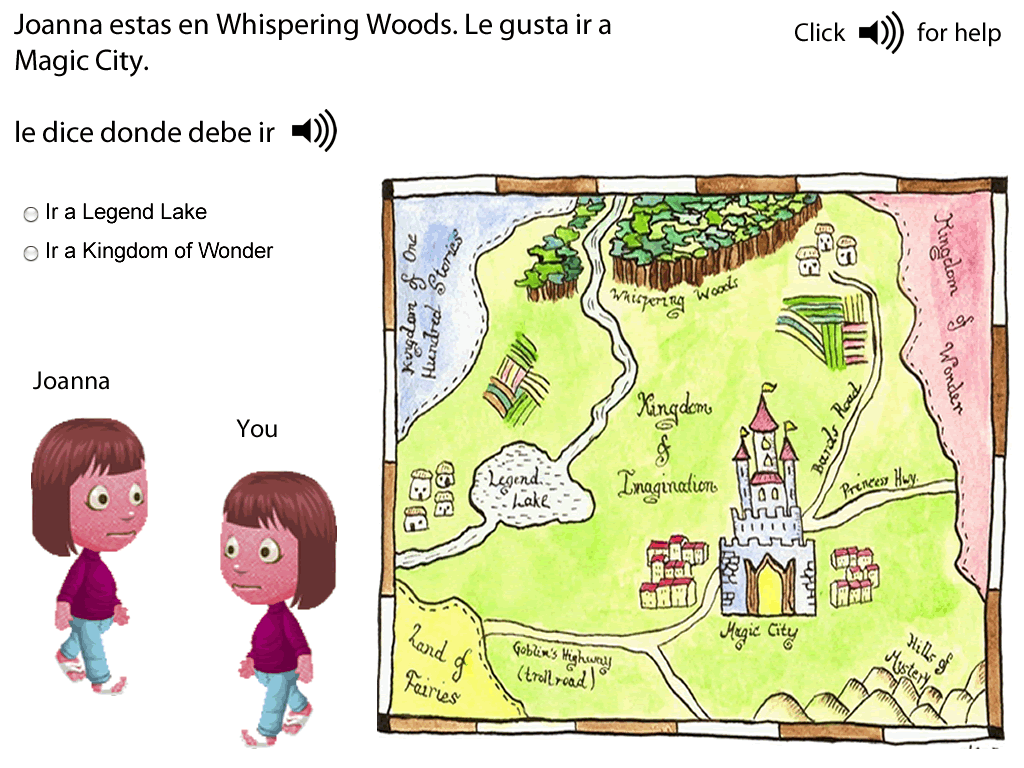 Joanna estas en Whispering Woods. Le gusta ir a
Magic City.
Click for help
le dice donde debe ir
Ir a Legend Lake
Ir a Kingdom of Wonder
Joanna
You
Kingdom of One
Hundred Stories
Whispering Woods
Kingdom of Wonder
Kingdom
of
Imagination
Bards Road
Princess Hwy.
Legend
Lake
Magic City
Land of
Fairies
Goblin's Highway
(trollroad)
Hills of
Mystery